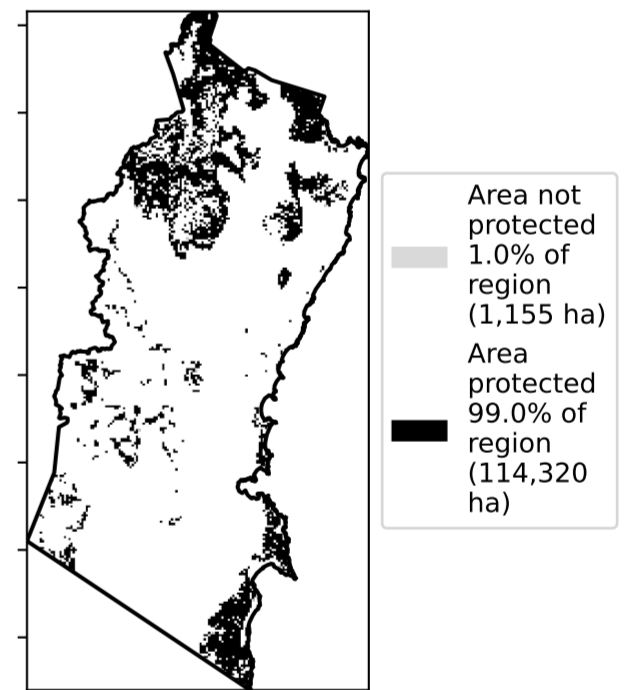 Area not
protected
1.0% of
region
(1,155 ha)
Area
protected
99.0% of
region
(114,320
ha)